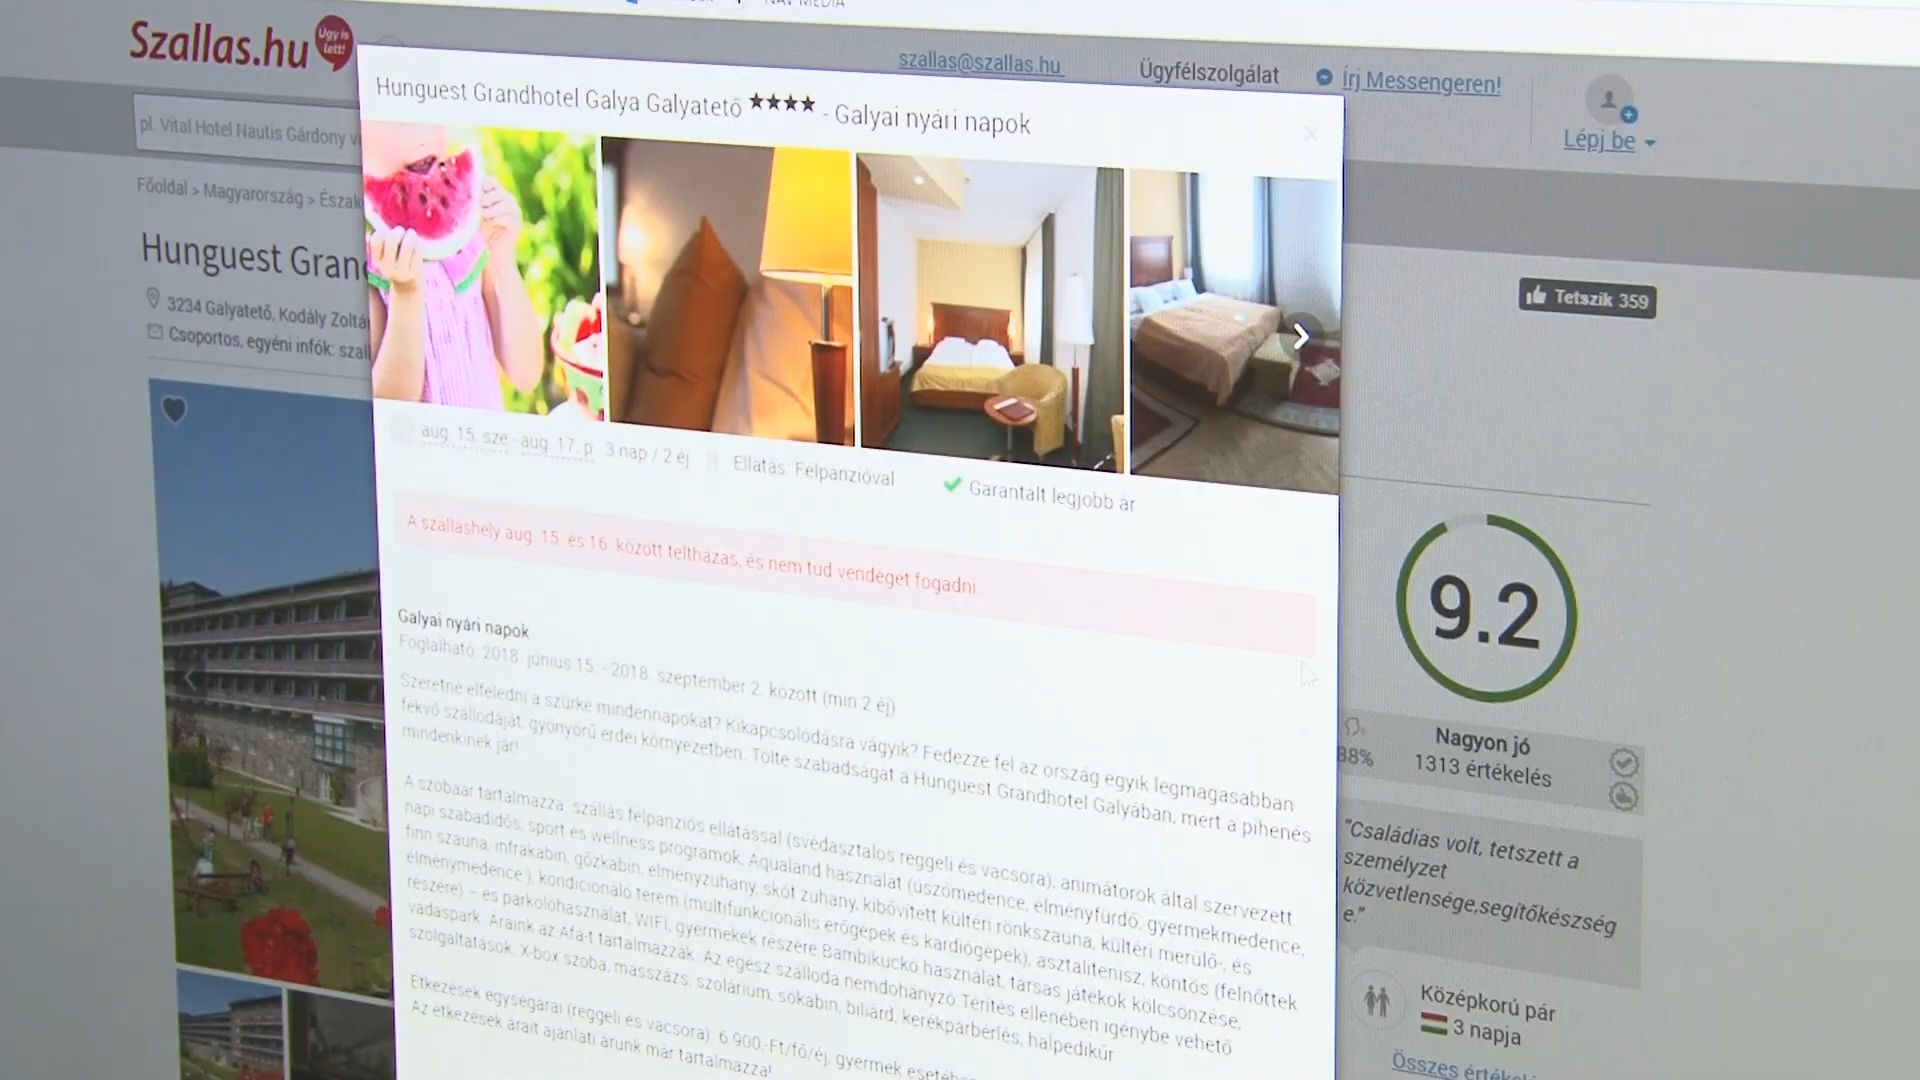 NAV MÉDIA
Szallas.hu
Úgy is
lett!
szallas@szallas.hu
Ügyfélszolgálat
Írj Messengeren!
Lépj be
pl. Vital Hotel Nautis Gárdony
Főoldal > Magyarország > Észak
Hunguest Gran
3234 Galyatető, Kodály Zoltá
Csoportos, egyéni infók: szal
Hunguest Grandhotel Galya Galyatető ★★★★ - Galyai nyári napok
Tetszik 359
aug. 15. sze - aug. 17. p 3 nap / 2 éj
Ellátás: Félpanzióval
Garantált legjobb ár
A szálláshely aug. 15. és 16. között teltházas, és nem tud vendéget fogadni.
Galyai nyári napok
Foglalható: 2018. június 15. - 2018. szeptember 2. között (min 2 éj)
Szeretné elfeledni a szürke mindennapokat? Kikapcsolódásra vágyik? Fedezze fel az ország egyik legmagasabban
fekvő szállodáját, gyönyörű erdei környezetben. Töltse szabadságát a Hunguest Grandhotel Galyában, mert a pihenés
mindenkinek jár!
A szobaár tartalmazza: szállás félpanziós ellátással (svédasztalos reggeli és vacsora), animátorok által szervezett
napi szabadidős, sport és wellness programok, Aqualand használat (úszómedence, élményfürdő, gyermekmedence,
finn szauna, infrakabin, gőzkabin, élményzuhany, skót zuhany, kibővített kültéri rönkszauna, kültéri merülő-, és
élménymedence ), kondicionáló terem (multifunkcionális erőgépek és kardiógépek), asztalitenisz, köntös (felnőttek
részére) – és parkolóhasználat, WIFI, gyermekek részére Bambikuckó használat, társas játékok kölcsönzése,
vadaspark. Áraink az Áfa-t tartalmazzák. Az egész szálloda nemdohányzó.Térítés ellenében igénybe vehető
szolgáltatások: X-box szoba, masszázs, szolárium, sókabin, biliárd, kerékpárbérlés, halpedikűr
Étkezések egységárai (reggeli és vacsora): 6.900,-Ft/fő/éj, gyermek
Az étkezések árait ajánlati árunk már tartalmazza!
9.2
88%
Nagyon jó
1313 értékelés
"Családias volt, tetszett a
személyzet
közvetlensége,segítőkészség
e."
Középkorú pár
3 napja
Összes